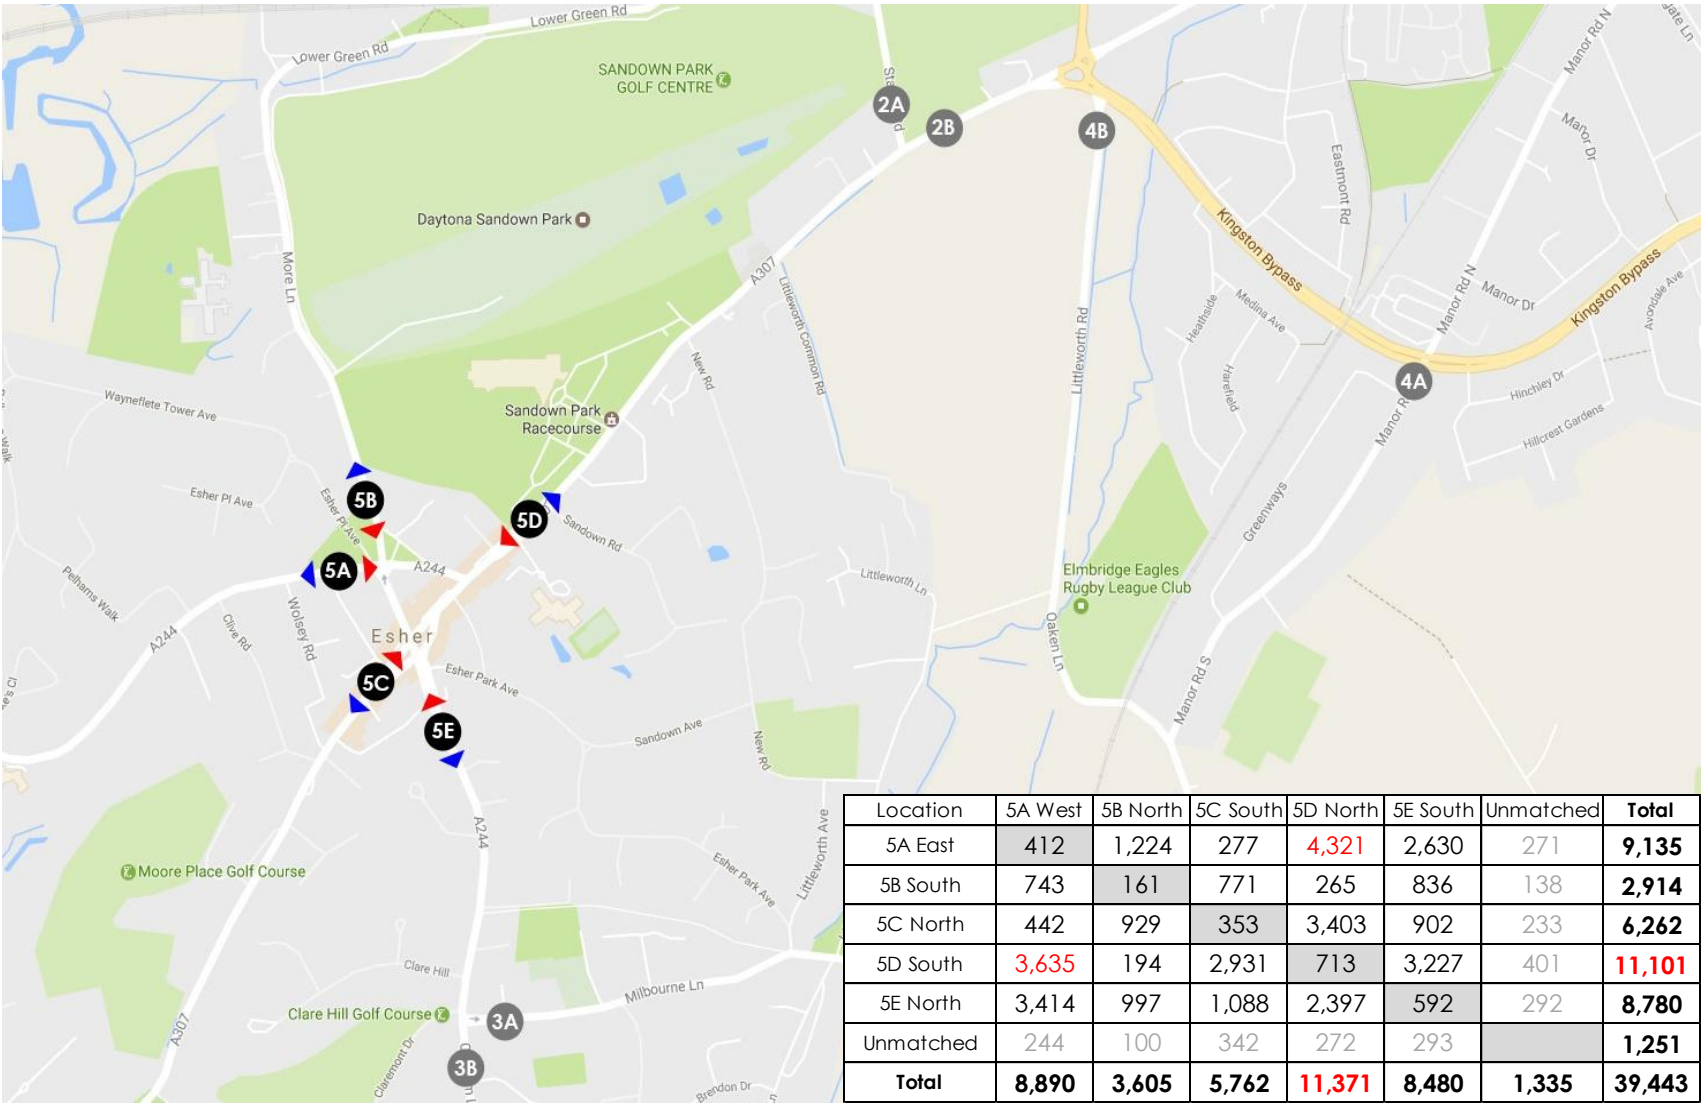 Lower Green Rd
Lower Green Rd
Manor Rd N
SANDOWN PARK
GOLF CENTRE
2A
2B
4B
Manor Dr
Eastmont Rd
Daytona Sandown Park
Kingston Bypass
More Ln
A307
Littleworth Common Rd
Manor Rd N
Manor Dr
Kingston Bypass
Avondale Ave
Heathside
Medina Ave
Littleworth Rd
New Rd
Harefield
4A
Manor R
Hinchley Dr
Hillcrest Gardens
Wayneflete Tower Ave
Walk
Sandown Park
Racecourse
Esher Pl Ave
Esher Pl Ave
5B
5D
Sandown Rd
Greenways
5A
A244
Pelhams Walk
Wolsey Rd
Clive Rd
A244
Esher
Littleworth Ln
Elmbridge Eagles
Rugby League Club
Oaken Ln
5C
Esher Park Ave
Manor Rd S
5E
Sandown Ave
New Rd
A244
Littleworth Ave
Esher Park Ave
Moore Place Golf Course
Clare Hill
Milbourne Ln
Clare Hill Golf Course
3A
A307
Claremont Dr
3B
Brendon Dr
Location 5A West 5B North 5C South 5D North 5E South Unmatched Total
5A East 412 1,224 277 4,321 2,630 271 9,135
5B South 743 161 771 265 836 138 2,914
5C North 442 929 353 3,403 902 233 6,262
5D South 3,635 194 2,931 713 3,227 401 11,101
5E North 3,414 997 1,088 2,397 592 292 8,780
Unmatched 244 100 342 272 293 1,251
Total 8,890 3,605 5,762 11,371 8,480 1,335 39,443